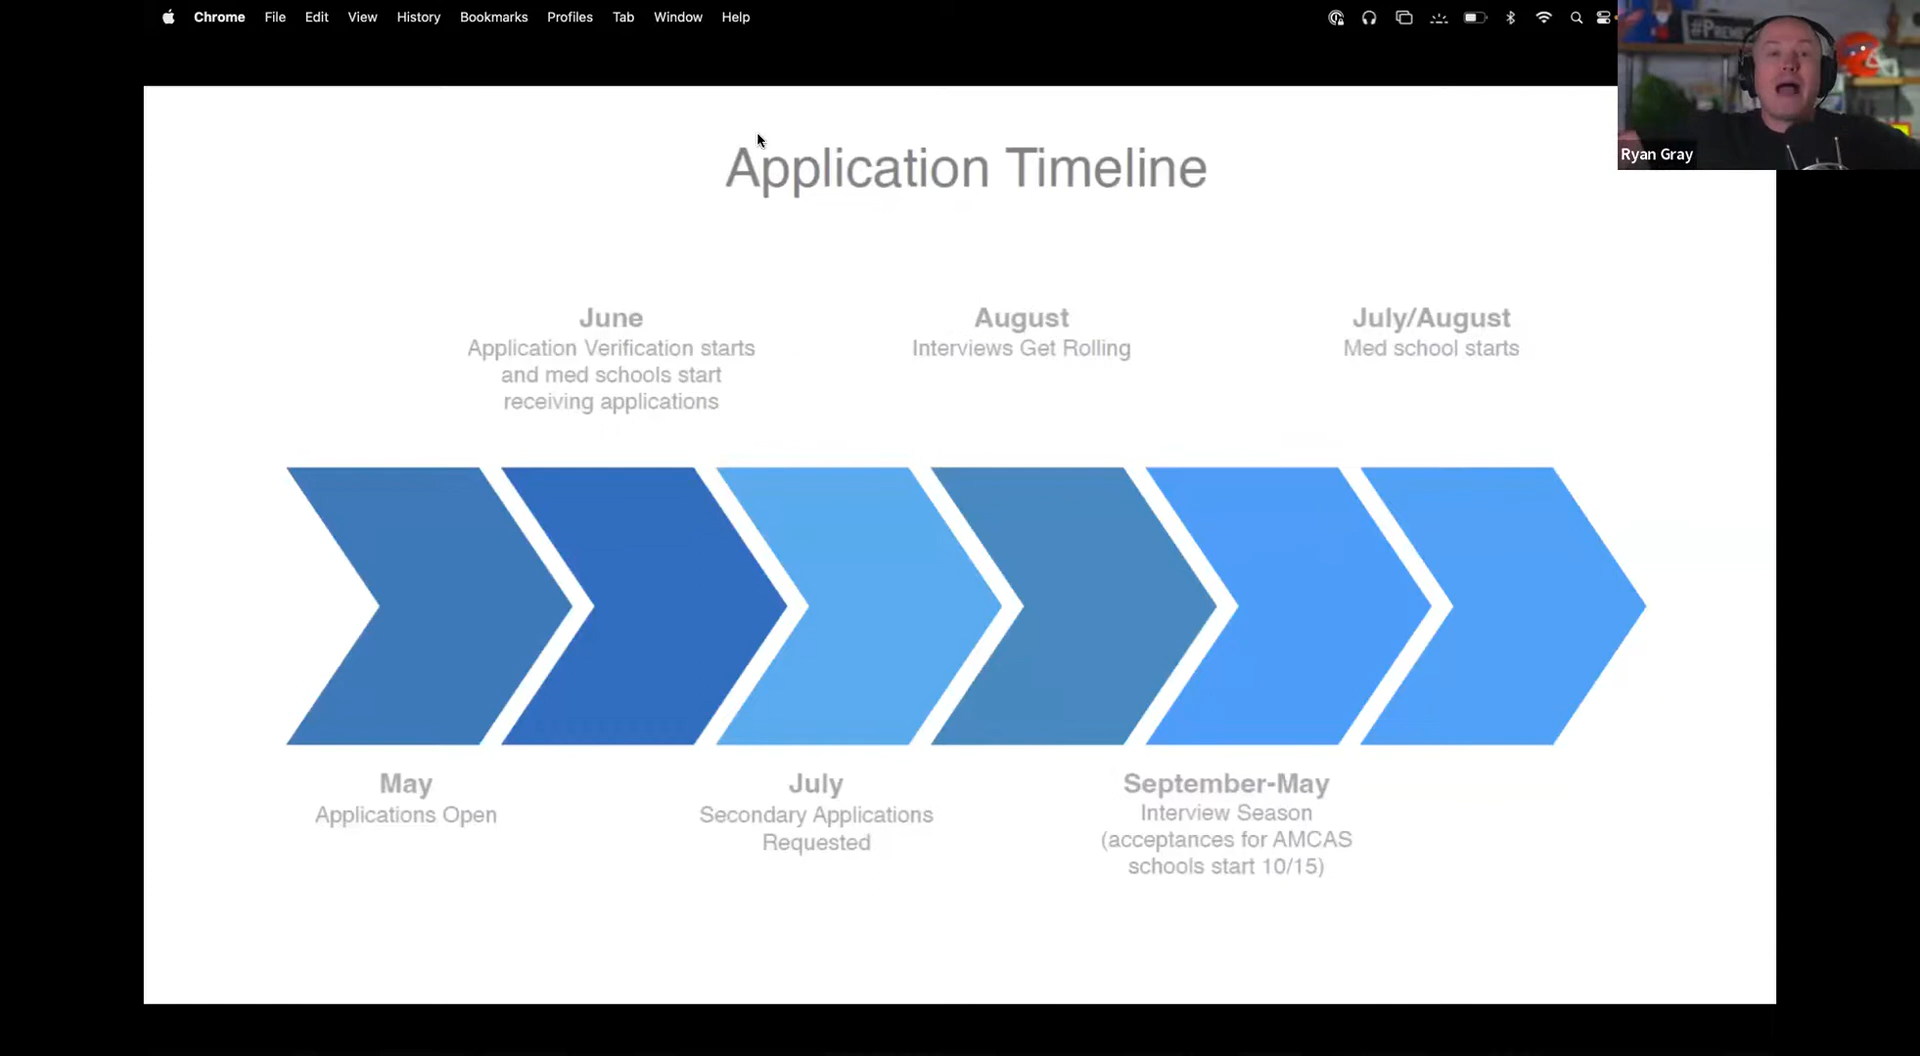 Chrome File Edit View History Bookmarks Profiles Tab Window Help
Ryan Gray
Application Timeline
June
Application Verification starts
and med schools start
receiving applications
August
Interviews Get Rolling
July/August
Med school starts
May
Applications Open
July
Secondary Applications
Requested
September-May
Interview Season
(acceptances for AMCAS
schools start 10/15)